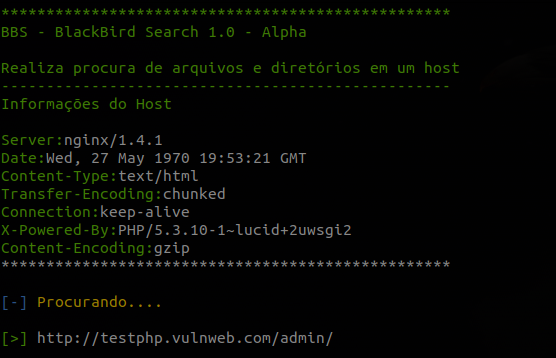 **************************************************
BBS - BlackBird Search 1.0 - Alpha
Realiza procura de arquivos e diretórios em um host
--------------------------------------------------
Informações do Host
Server:nginx/1.4.1
Date:Wed, 27 May 1970 19:53:21 GMT
Content-Type:text/html
Transfer-Encoding:chunked
Connection:keep-alive
X-Powered-By:PHP/5.3.10-1~lucid+2uwsgi2
Content-Encoding:gzip
**************************************************
[-] Procurando....
[>] http://testphp.vulnweb.com/admin/